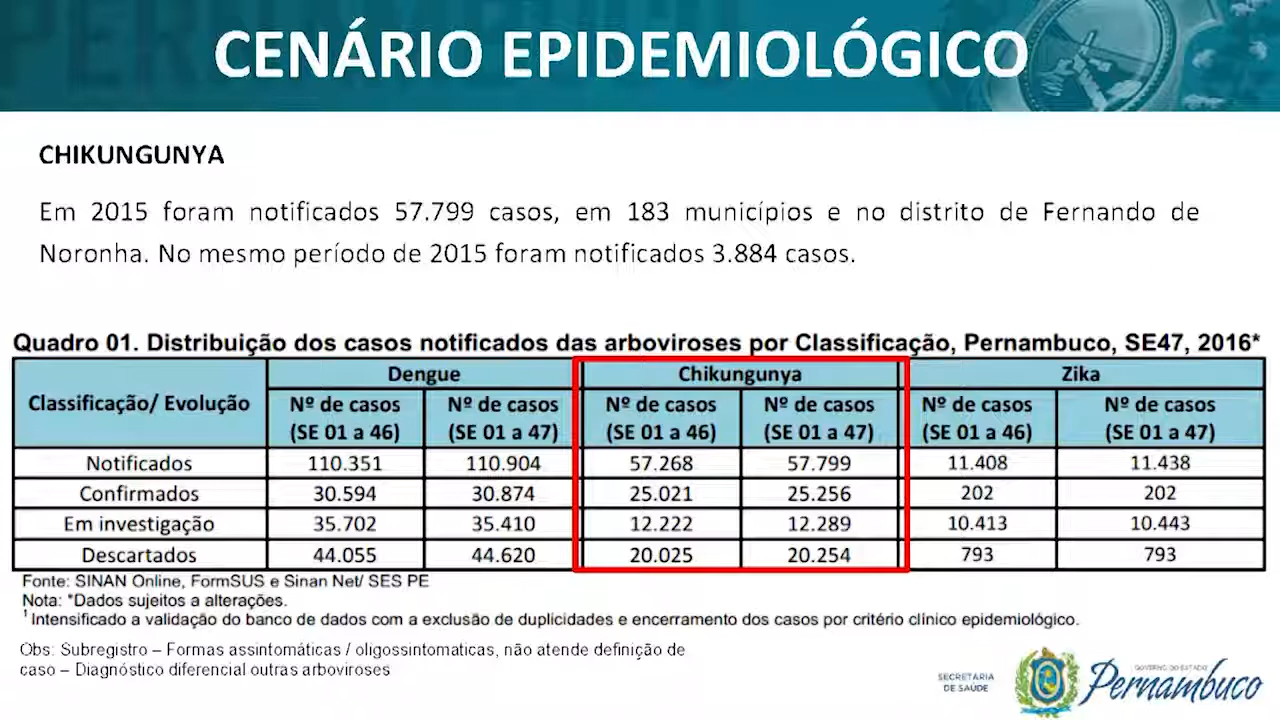 CENÁRIO EPIDEMIOLÓGICO
CHIKUNGUNYA
Em 2015 foram notificados 57.799 casos, em 183 municípios e no distrito de Fernando de
Noronha. No mesmo período de 2015 foram notificados 3.884 casos.
Quadro 01. Distribuição dos casos notificados das arboviroses por Classificação, Pernambuco, SE47, 2016*
Classificação/ Evolução Dengue Chikungunya Zika
Nº de casos Nº de casos Nº de casos Nº de casos Nº de casos Nº de casos
(SE 01 a 46) (SE 01 a 47) (SE 01 a 46) (SE 01 a 47) (SE 01 a 46) (SE 01 a 47)
Notificados 110.351 110.904 57.268 57.799 11.408 11.438
Confirmados 30.594 30.874 25.021 25.256 202 202
Em investigação 35.702 35.410 12.222 12.289 10.413 10.443
Descartados 44.055 44.620 20.025 20.254 793 793
Fonte: SINAN Online, FormSUS e Sinan Net/ SES PE
Nota: *Dados sujeitos a alterações.
¹ Intensificado a validação do banco de dados com a exclusão de duplicidades e encerramento dos casos por critério clínico epidemiológico.
Obs: Subregistro – Formas assintomáticas / oligossintomaticas, não atende definição de
caso – Diagnóstico diferencial outras arboviroses
SECRETARIA
DE SAÚDE
GOVERNO DO ESTADO
Pernambuco